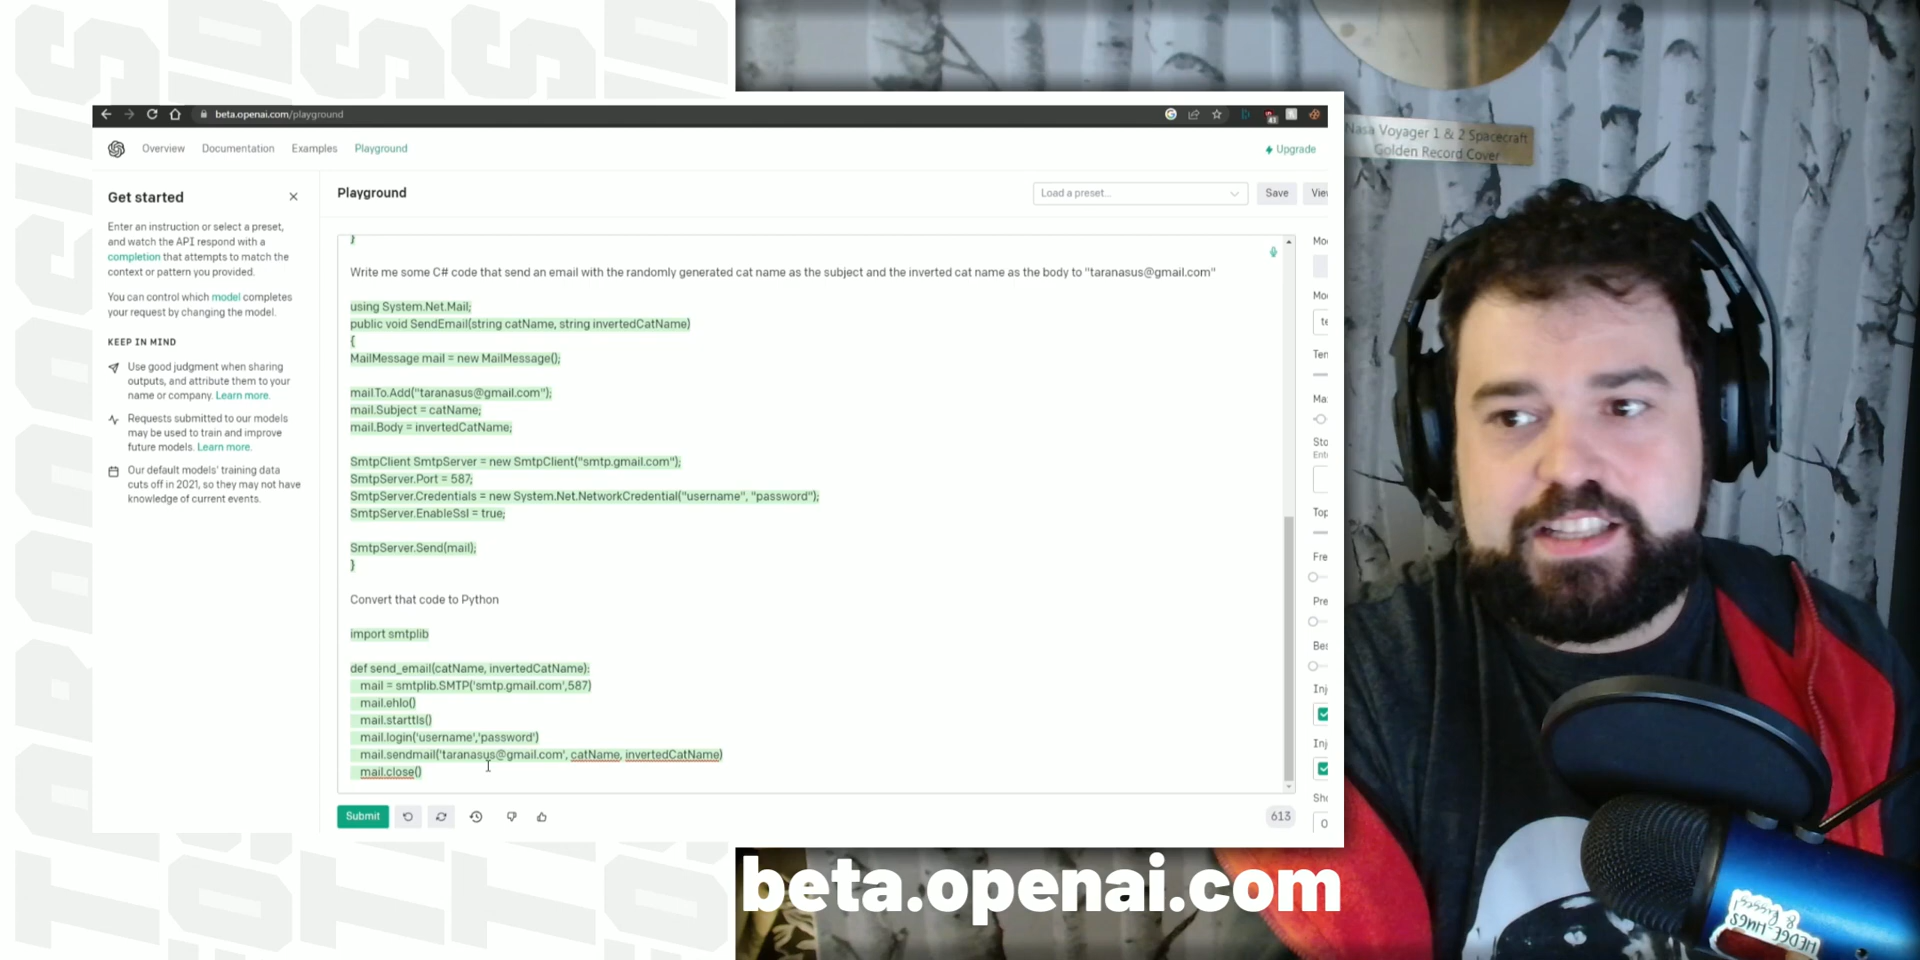 beta.openai.com/playground
Overview Documentation Examples Playground
Upgrade
Get started
Enter an instruction or select a preset,
and watch the API respond with a
completion that attempts to match the
context or pattern you provided.
You can control which model completes
your request by changing the model.
KEEP IN MIND
Use good judgment when sharing
outputs, and attribute them to your
name or company. Learn more.
Requests submitted to our models
may be used to train and improve
future models. Learn more.
Our default models' training data
cuts off in 2021, so they may not have
knowledge of current events.
Playground
Load a preset...
Save
}
Write me some C# code that send an email with the randomly generated cat name as the subject and the inverted cat name as the body to "taranasus@gmail.com"
using System.Net.Mail;
public void SendEmail(string catName, string invertedCatName)
{
MailMessage mail = new MailMessage();
mail.To.Add("taranasus@gmail.com");
mail.Subject = catName;
mail.Body = invertedCatName;
SmtpClient SmtpServer = new SmtpClient("smtp.gmail.com");
SmtpServer.Port = 587;
SmtpServer.Credentials = new System.Net.NetworkCredential("username", "password");
SmtpServer.EnableSsl = true;
SmtpServer.Send(mail);
}
Convert that code to Python
import smtplib
def send_email(catName, invertedCatName):
mail = smtplib.SMTP('smtp.gmail.com',587)
mail.ehlo()
mail.starttls()
mail.login('username','password')
mail.sendmail('taranasus@gmail.com', catName, invertedCatName)
mail.close()
Submit
613
Nasa Voyager 1 & 2 Spacecraft
Golden Record Cover
beta.openai.com